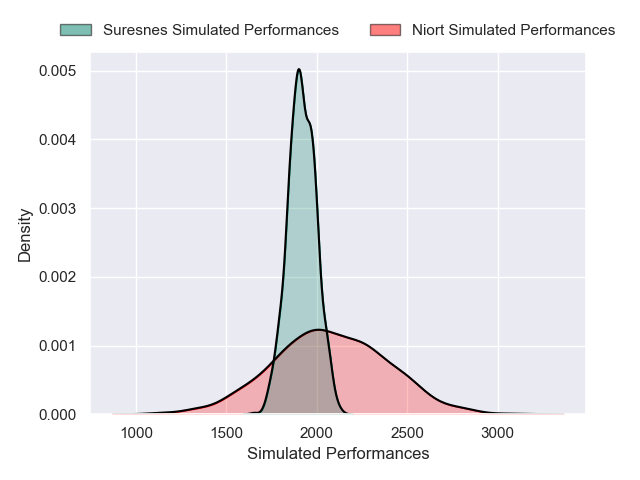 Suresnes Simulated Performances
Niort Simulated Performances
0.005
0.004
0.003
0.002
0.001
0.000
Density
1000 1500 2000 2500 3000
Simulated Performances